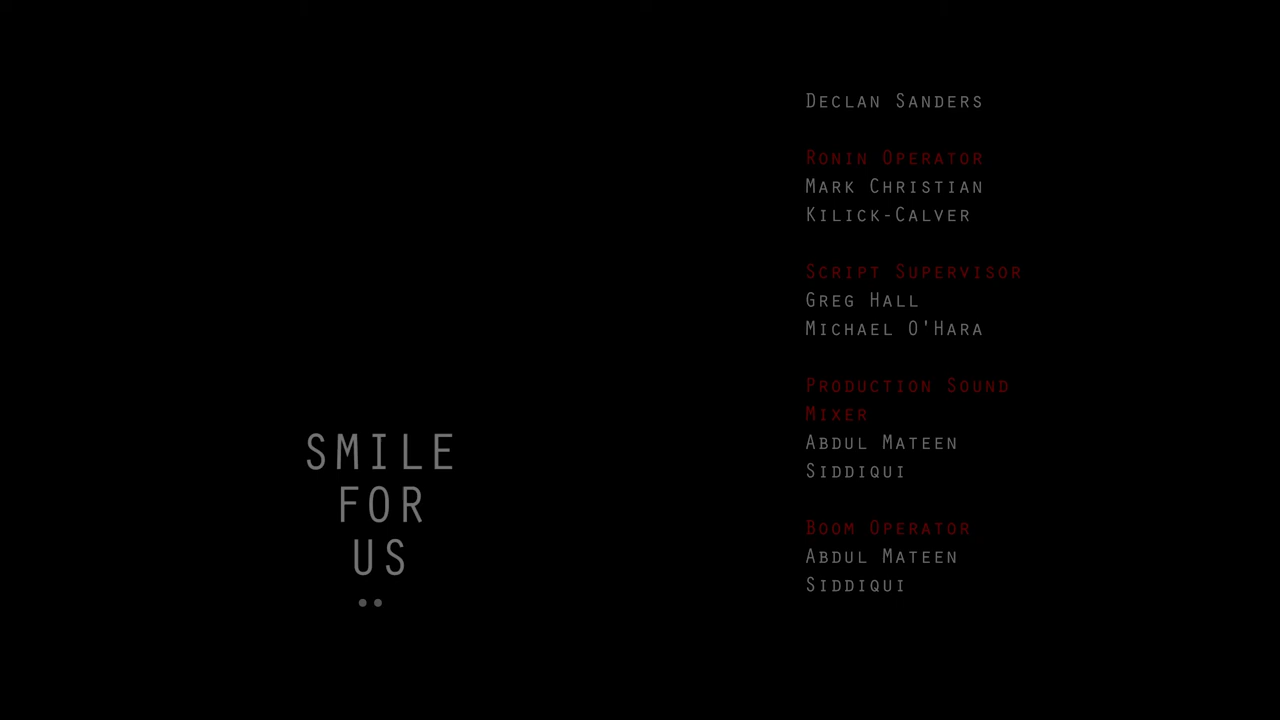 SMILE
FOR
US
DECLAN SANDERS
RONIN OPERATOR
MARK CHRISTIAN
KILICK-CALVER
SCRIPT SUPERVISOR
GREG HALL
MICHAEL O'HARA
PRODUCTION SOUND
MIXER
ABDUL MATEEN
SIDDIQUI
BOOM OPERATOR
ABDUL MATEEN
SIDDIQUI